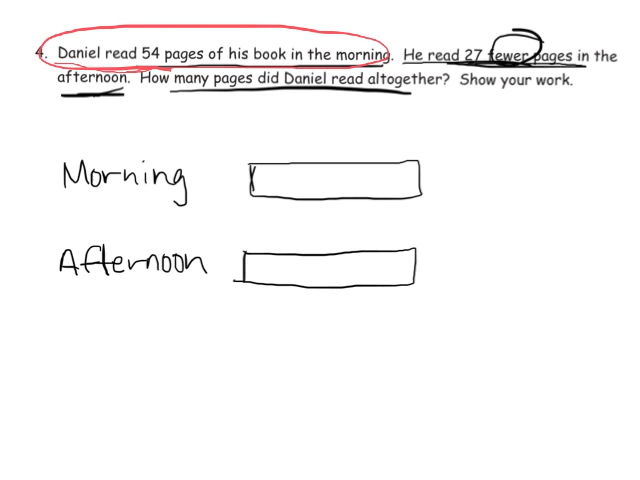 4. Daniel read 54 pages of his book in the morning. He read 27 fewer pages in the
afternoon. How many pages did Daniel read altogether? Show your work.
Morning
Afternoon